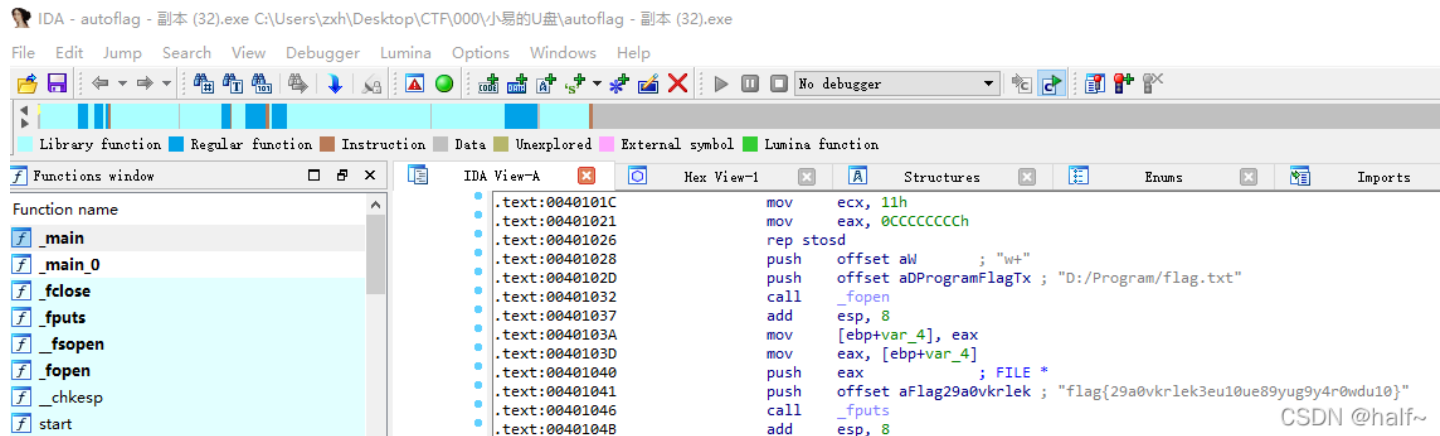 IDA - autoflag - 副本 (32).exe C:\Users\zxh\Desktop\CTF\000\小易的U盘\autoflag - 副本 (32).exe
File Edit Jump Search View Debugger Lumina Options Windows Help
No debugger
Library function Regular function Instruction Data Unexplored External symbol Lumina function
Functions window
IDA View-A Hex View-1 Structures Enums Imports
Function name
_main
_main_0
_fclose
_fputs
__fsopen
_fopen
__chkesp
start
.text:0040101C mov ecx, 11h
.text:00401021 mov eax, 0CCCCCCCCh
.text:00401026 rep stosd
.text:00401028 push offset aW ; "w+"
.text:0040102D push offset aDProgramFlagTx ; "D:/Program/flag.txt"
.text:00401032 call _fopen
.text:00401037 add esp, 8
.text:0040103A mov [ebp+var_4], eax
.text:0040103D mov eax, [ebp+var_4]
.text:00401040 push eax ; FILE *
.text:00401041 push offset aFlag29a0vkrlek ; "flag{29a0vkrlek3eu10ue89yug9y4r0wdu10}"
.text:00401046 call _fputs
.text:0040104B add esp, 8
CSDN @half~